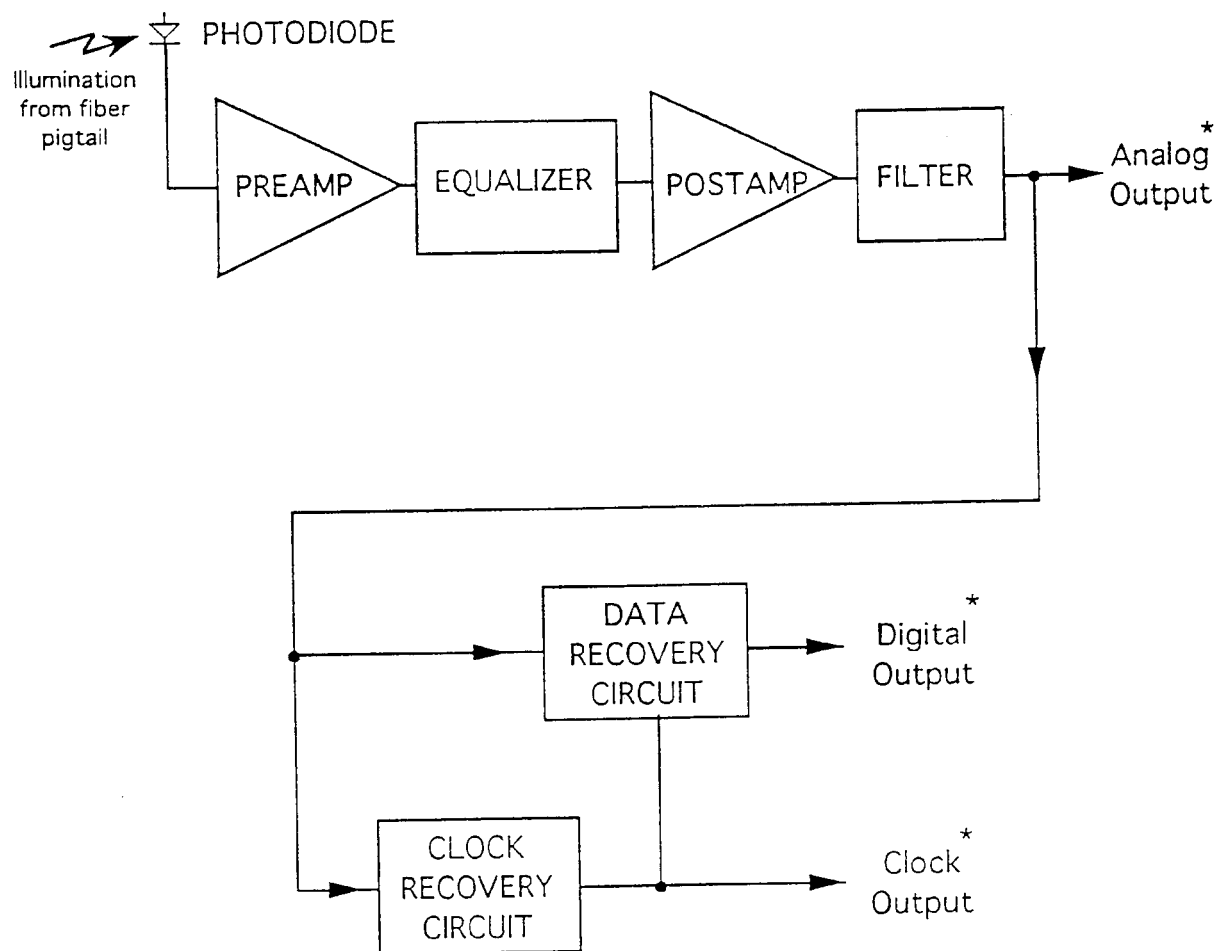 PHOTODIODE
Illumination
from fiber
pigtail
PREAMP
EQUALIZER
POSTAMP
FILTER
Analog*
Output
DATA
RECOVERY
CIRCUIT
Digital*
Output
CLOCK
RECOVERY
CIRCUIT
Clock*
Output